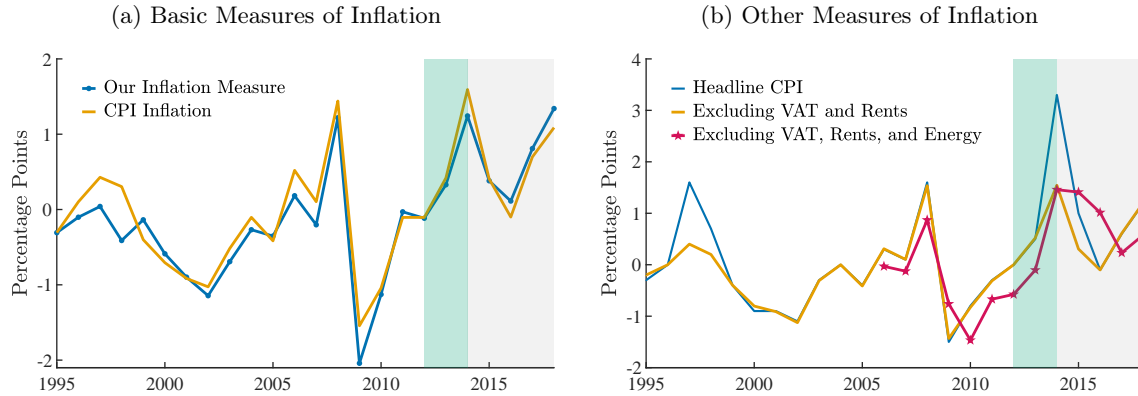 (a) Basic Measures of Inflation
Percentage Points
2
1
0
-1
-2
Our Inflation Measure
CPI Inflation
1995
2000
2005
2010
2015
(b) Other Measures of Inflation
Percentage Points
4
3
2
1
0
-1
-2
Headline CPI
Excluding VAT and Rents
Excluding VAT, Rents, and Energy
1995
2000
2005
2010
2015